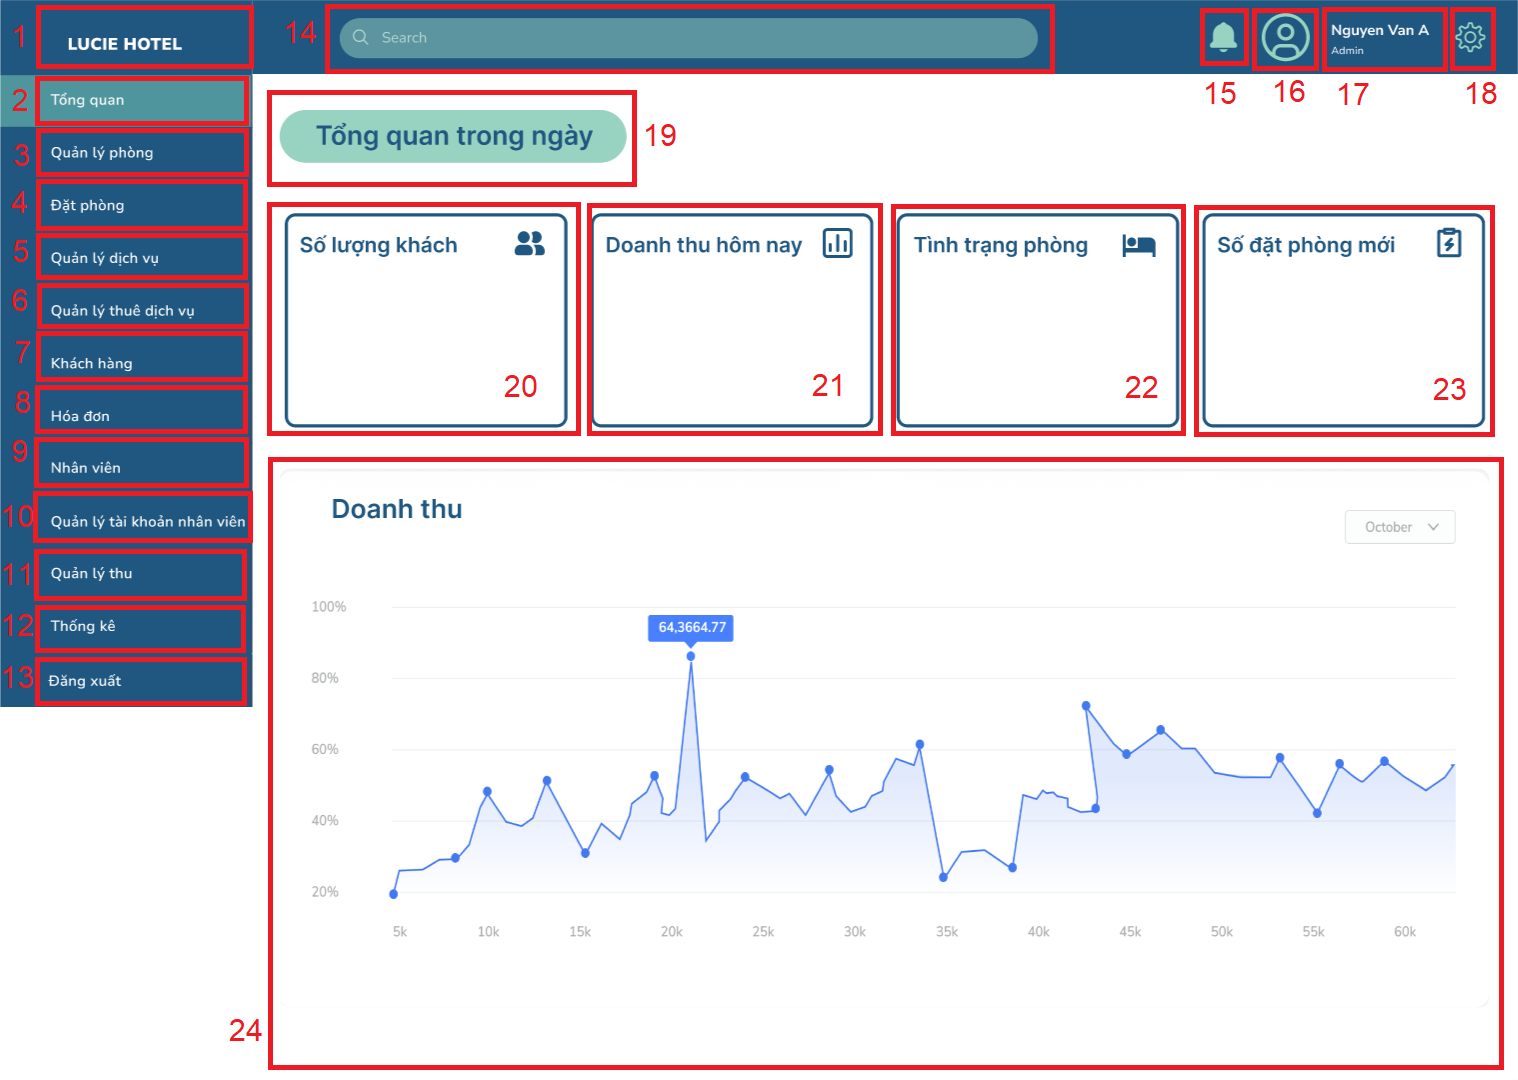 1
LUCIE HOTEL
14
Search
Nguyen Van A
Admin
15
16
17
18
2
Tổng quan
3
Quản lý phòng
4
Đặt phòng
5
Quản lý dịch vụ
6
Quản lý thuê dịch vụ
7
Khách hàng
8
Hóa đơn
9
Nhân viên
10
Quản lý tài khoản nhân viên
11
Quản lý thu
12
Thống kê
13
Đăng xuất
Tổng quan trong ngày
19
Số lượng khách
20
Doanh thu hôm nay
21
Tình trạng phòng
22
Số đặt phòng mới
23
Doanh thu
October
100%
80%
60%
40%
20%
64,3664.77
5k 10k 15k 20k 25k 30k 35k 40k 45k 50k 55k 60k
24